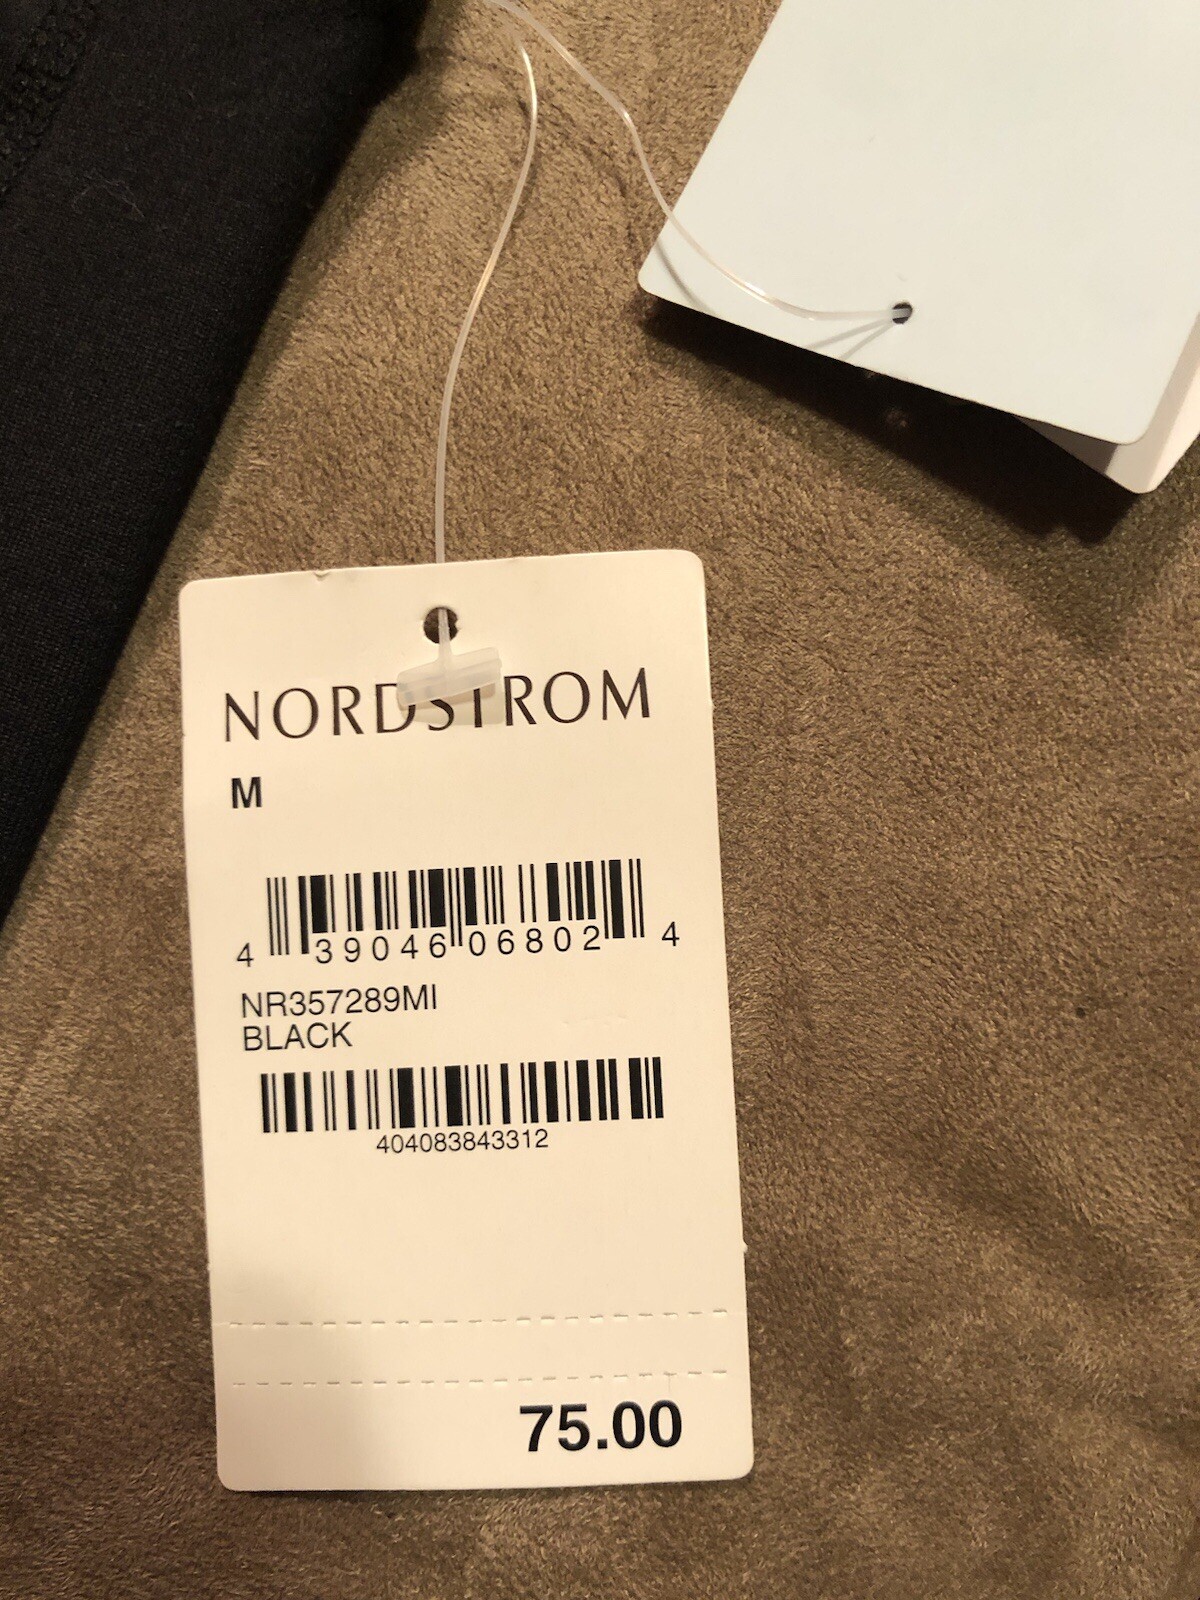 NORDSTROM
M
4 39046 06802 4
NR357289MI
BLACK
404083843312
75.00